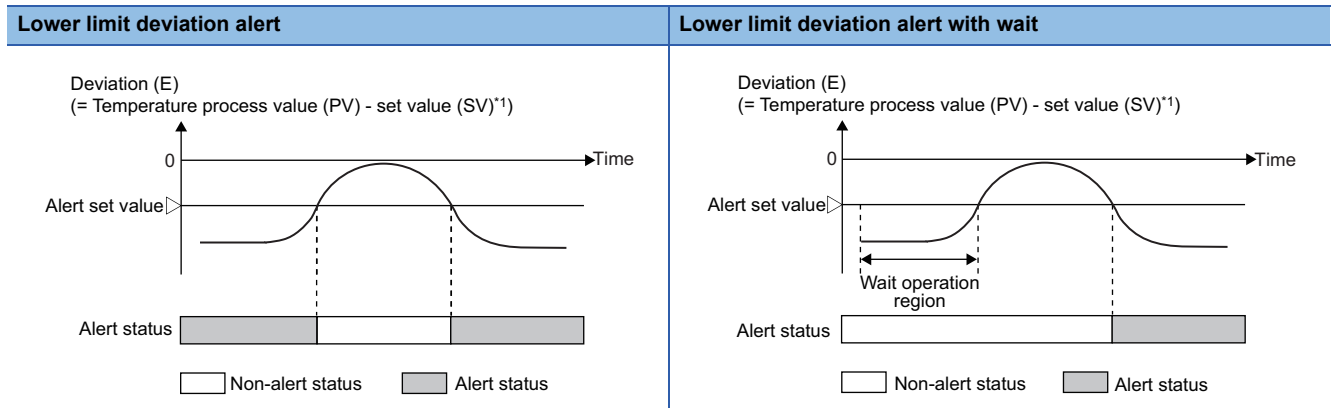 Lower limit deviation alert
Lower limit deviation alert with wait
Deviation (E)
(= Temperature process value (PV) - set value (SV)*1)
0
Time
Alert set value
Alert status
Non-alert status
Alert status
Deviation (E)
(= Temperature process value (PV) - set value (SV)*1)
0
Time
Alert set value
Wait operation
region
Alert status
Non-alert status
Alert status